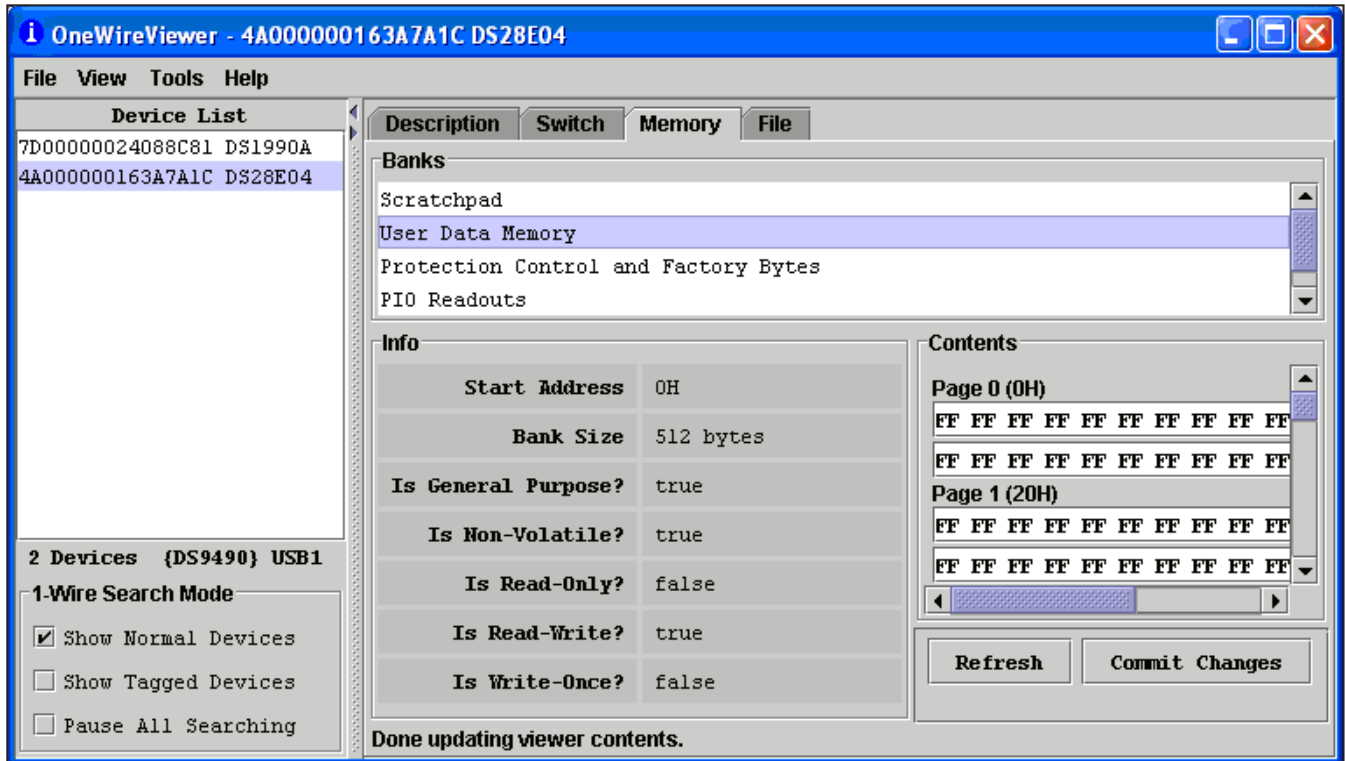 OneWireViewer - 4A000000163A7A1C DS28E04
File View Tools Help
Device List
7D00000024088C81 DS1990A
4A000000163A7A1C DS28E04
2 Devices {DS9490} USB1
1-Wire Search Mode
Show Normal Devices
Show Tagged Devices
Pause All Searching
Description Switch Memory File
Banks
Scratchpad
User Data Memory
Protection Control and Factory Bytes
PIO Readouts
Info
Start Address 0H
Bank Size 512 bytes
Is General Purpose? true
Is Non-Volatile? true
Is Read-Only? false
Is Read-Write? true
Is Write-Once? false
Contents
Page 0 (0H)
FF FF FF FF FF FF FF FF FF FF
FF FF FF FF FF FF FF FF FF FF
Page 1 (20H)
FF FF FF FF FF FF FF FF FF FF
FF FF FF FF FF FF FF FF FF FF
Refresh Commit Changes
Done updating viewer contents.